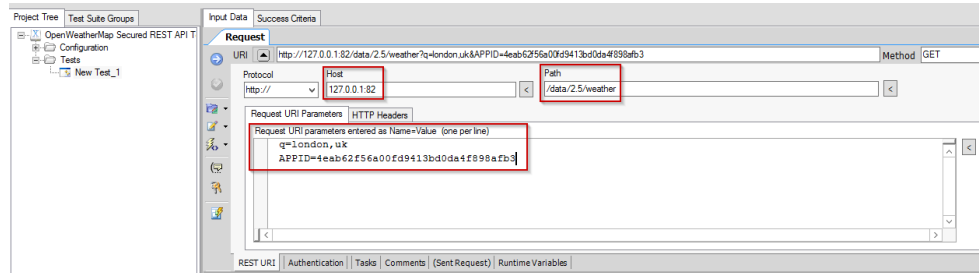 Project Tree Test Suite Groups
Input Data Success Criteria
OpenWeatherMap Secured REST API T
Configuration
Tests
New Test_1
Request
URI http://127.0.0.1:82/data/2.5/weather?q=london,uk&APPID=4eab62f56a00fd9413bd0da4f898afb3 Method GET
Protocol Host Path
http:// 127.0.0.1:82 < /data/2.5/weather <
Request URI Parameters HTTP Headers
Request URI parameters entered as Name=Value (one per line)
q=london,uk
APPID=4eab62f56a00fd9413bd0da4f898afb3
<
REST URI Authentication Tasks Comments (Sent Request) Runtime Variables